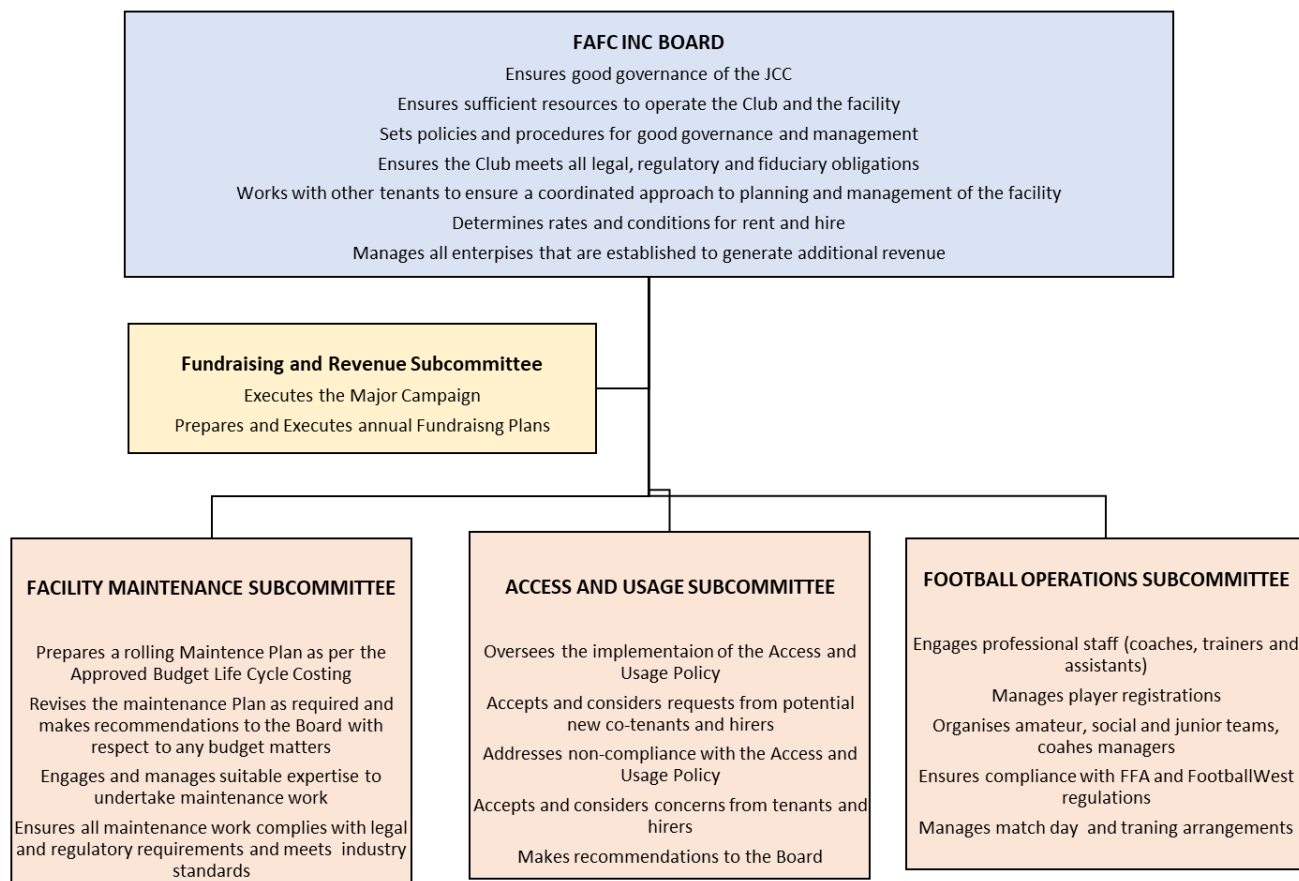 FAFC INC BOARD
Ensures good governance of the JCC
Ensures sufficient resources to operate the Club and the facility
Sets policies and procedures for good governance and management
Ensures the Club meets all legal, regulatory and fiduciary obligations
Works with other tenants to ensure a coordinated approach to planning and management of the facility
Determines rates and conditions for rent and hire
Manages all enterpises that are established to generate additional revenue
Fundraising and Revenue Subcommittee
Executes the Major Campaign
Prepares and Executes annual Fundraisng Plans
FACILITY MAINTENANCE SUBCOMMITTEE
Prepares a rolling Maintence Plan as per the
Approved Budget Life Cycle Costing
Revises the maintenance Plan as required and
makes recommendations to the Board with
respect to any budget matters
Engages and manages suitable expertise to
undertake maintenance work
Ensures all maintenance work complies with legal
and regulatory requirements and meets industry
standards
ACCESS AND USAGE SUBCOMMITTEE
Oversees the implementaion of the Access and
Usage Policy
Accepts and considers requests from potential
new co-tenants and hirers
Addresses non-compliance with the Access and
Usage Policy
Accepts and considers concerns from tenants and
hirers
Makes recommendations to the Board
FOOTBALL OPERATIONS SUBCOMMITTEE
Engages professional staff (coaches, trainers and
assistants)
Manages player registrations
Organises amateur, social and junior teams,
coahes managers
Ensures compliance with FFA and FootballWest
regulations
Manages match day and traning arrangements